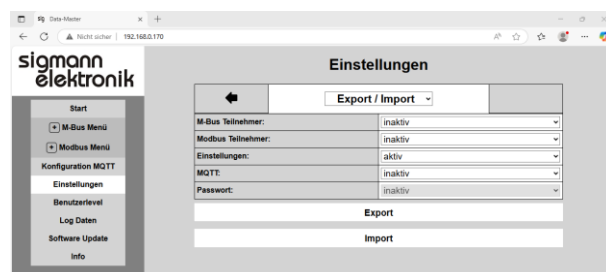 Data-Master
Nicht sicher 192.168.0.170
sigmann
elektronik
Start
M-Bus Menü
Modbus Menü
Konfiguration MQTT
Einstellungen
Benutzerlevel
Log Daten
Software Update
Info
Einstellungen
Export / Import
M-Bus Teilnehmer: inaktiv
Modbus Teilnehmer: inaktiv
Einstellungen: aktiv
MQTT: inaktiv
Passwort: inaktiv
Export
Import